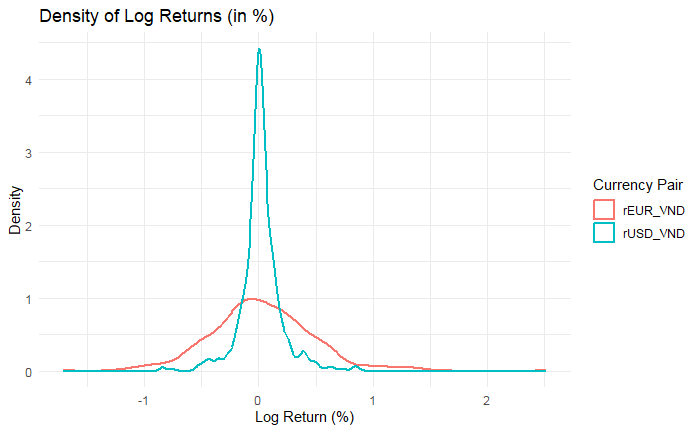 Density of Log Returns (in %)
4
3
2
1
0
Density
-1
0
1
2
Log Return (%)
Currency Pair
rEUR_VND
rUSD_VND